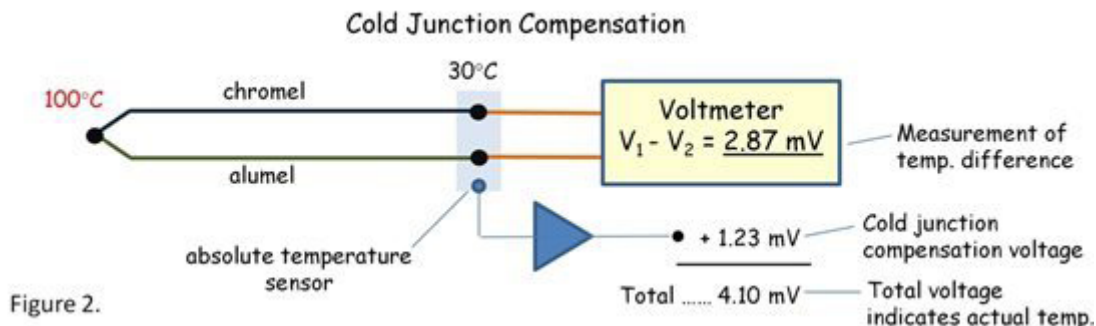 Cold Junction Compensation
100°C
chromel
alumel
30°C
Voltmeter
V₁ - V₂ = 2.87 mV
Measurement of
temp. difference
absolute temperature
sensor
+ 1.23 mV
Cold junction
compensation voltage
Total ...... 4.10 mV
Total voltage
indicates actual temp.
Figure 2.